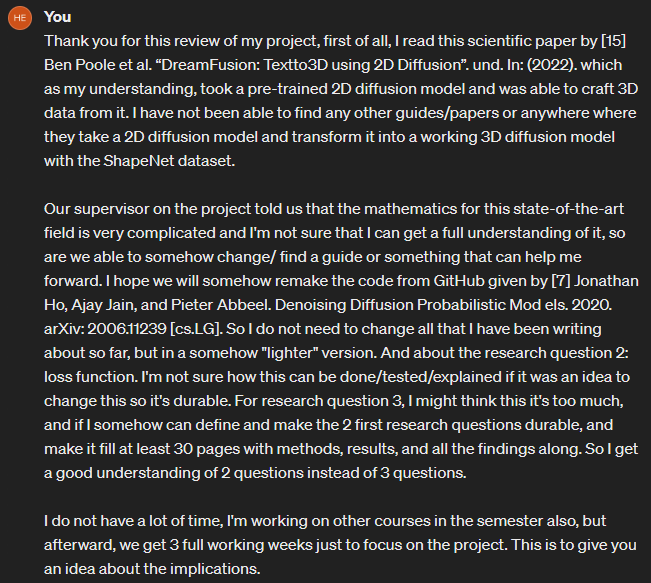 HE
You
Thank you for this review of my project, first of all, I read this scientific paper by [15]
Ben Poole et al. “DreamFusion: Textto3D using 2D Diffusion”. und. In: (2022). which
as my understanding, took a pre-trained 2D diffusion model and was able to craft 3D
data from it. I have not been able to find any other guides/papers or anywhere where
they take a 2D diffusion model and transform it into a working 3D diffusion model
with the ShapeNet dataset.
Our supervisor on the project told us that the mathematics for this state-of-the-art
field is very complicated and I'm not sure that I can get a full understanding of it, so
are we able to somehow change/ find a guide or something that can help me
forward. I hope we will somehow remake the code from GitHub given by [7] Jonathan
Ho, Ajay Jain, and Pieter Abbeel. Denoising Diffusion Probabilistic Mod els. 2020.
arXiv: 2006.11239 [cs.LG]. So I do not need to change all that I have been writing
about so far, but in a somehow "lighter" version. And about the research question 2:
loss function. I'm not sure how this can be done/tested/explained if it was an idea to
change this so it's durable. For research question 3, I might think this it's too much,
and if I somehow can define and make the 2 first research questions durable, and
make it fill at least 30 pages with methods, results, and all the findings along. So I get
a good understanding of 2 questions instead of 3 questions.
I do not have a lot of time, I'm working on other courses in the semester also, but
afterward, we get 3 full working weeks just to focus on the project. This is to give you
an idea about the implications.